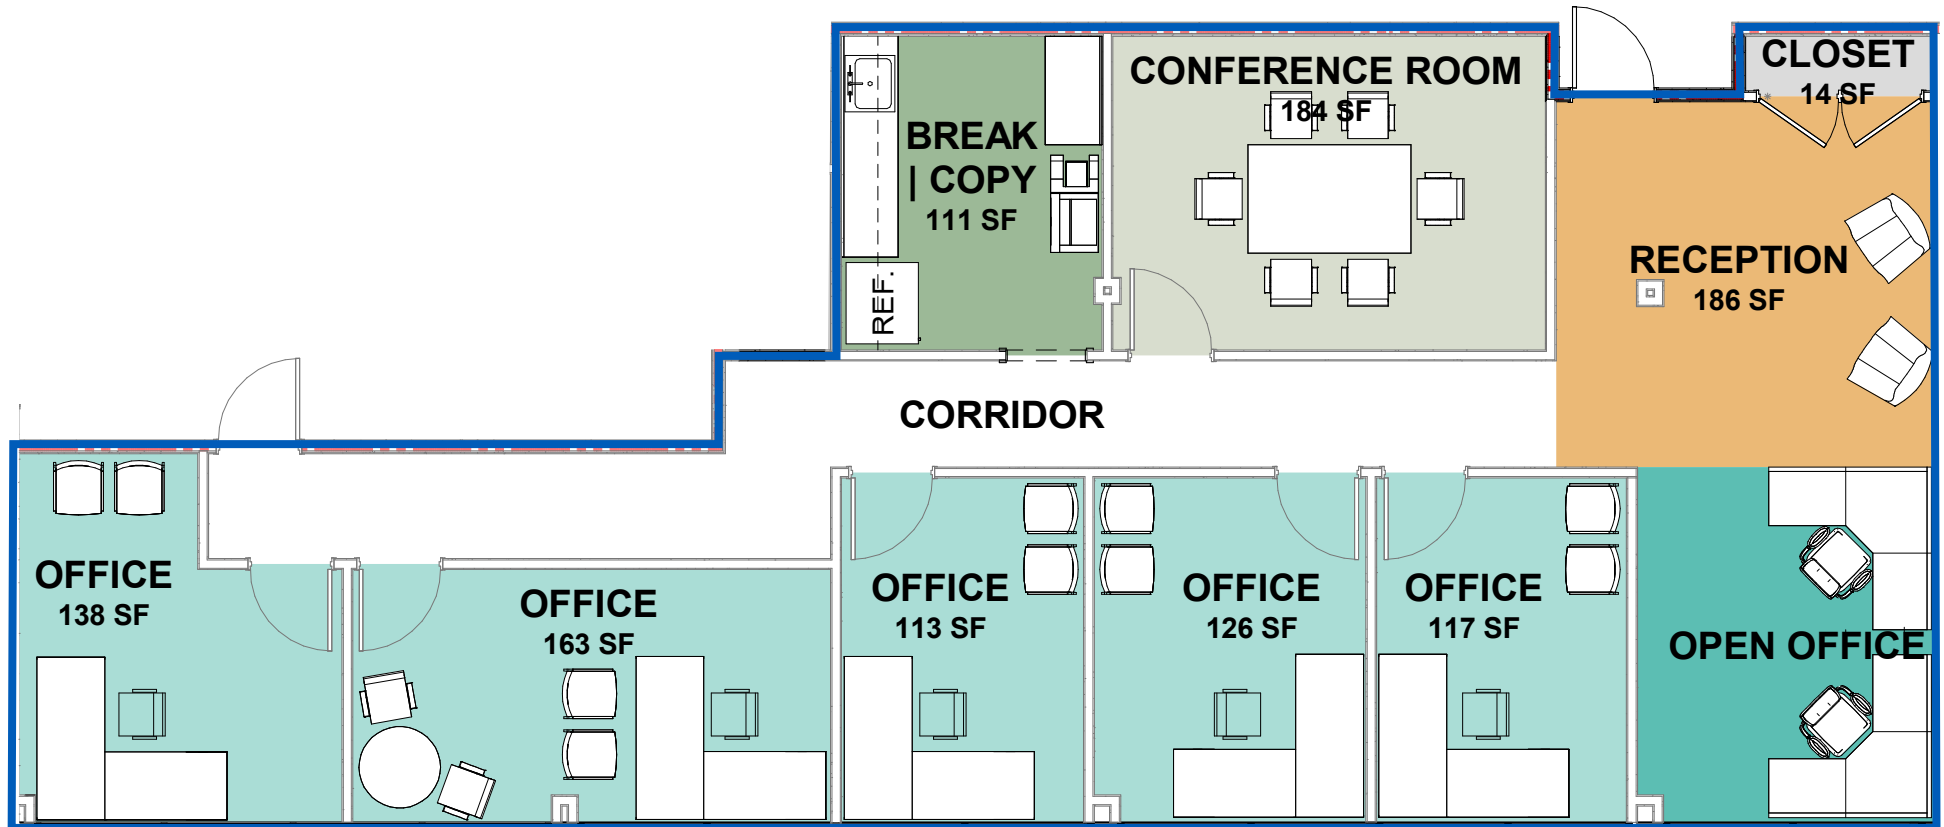 BREAK
| COPY
111 SF
REF.
CONFERENCE ROOM
184 SF
CLOSET
14 SF
RECEPTION
186 SF
CORRIDOR
OFFICE
138 SF
OFFICE
163 SF
OFFICE
113 SF
OFFICE
126 SF
OFFICE
117 SF
OPEN OFFICE